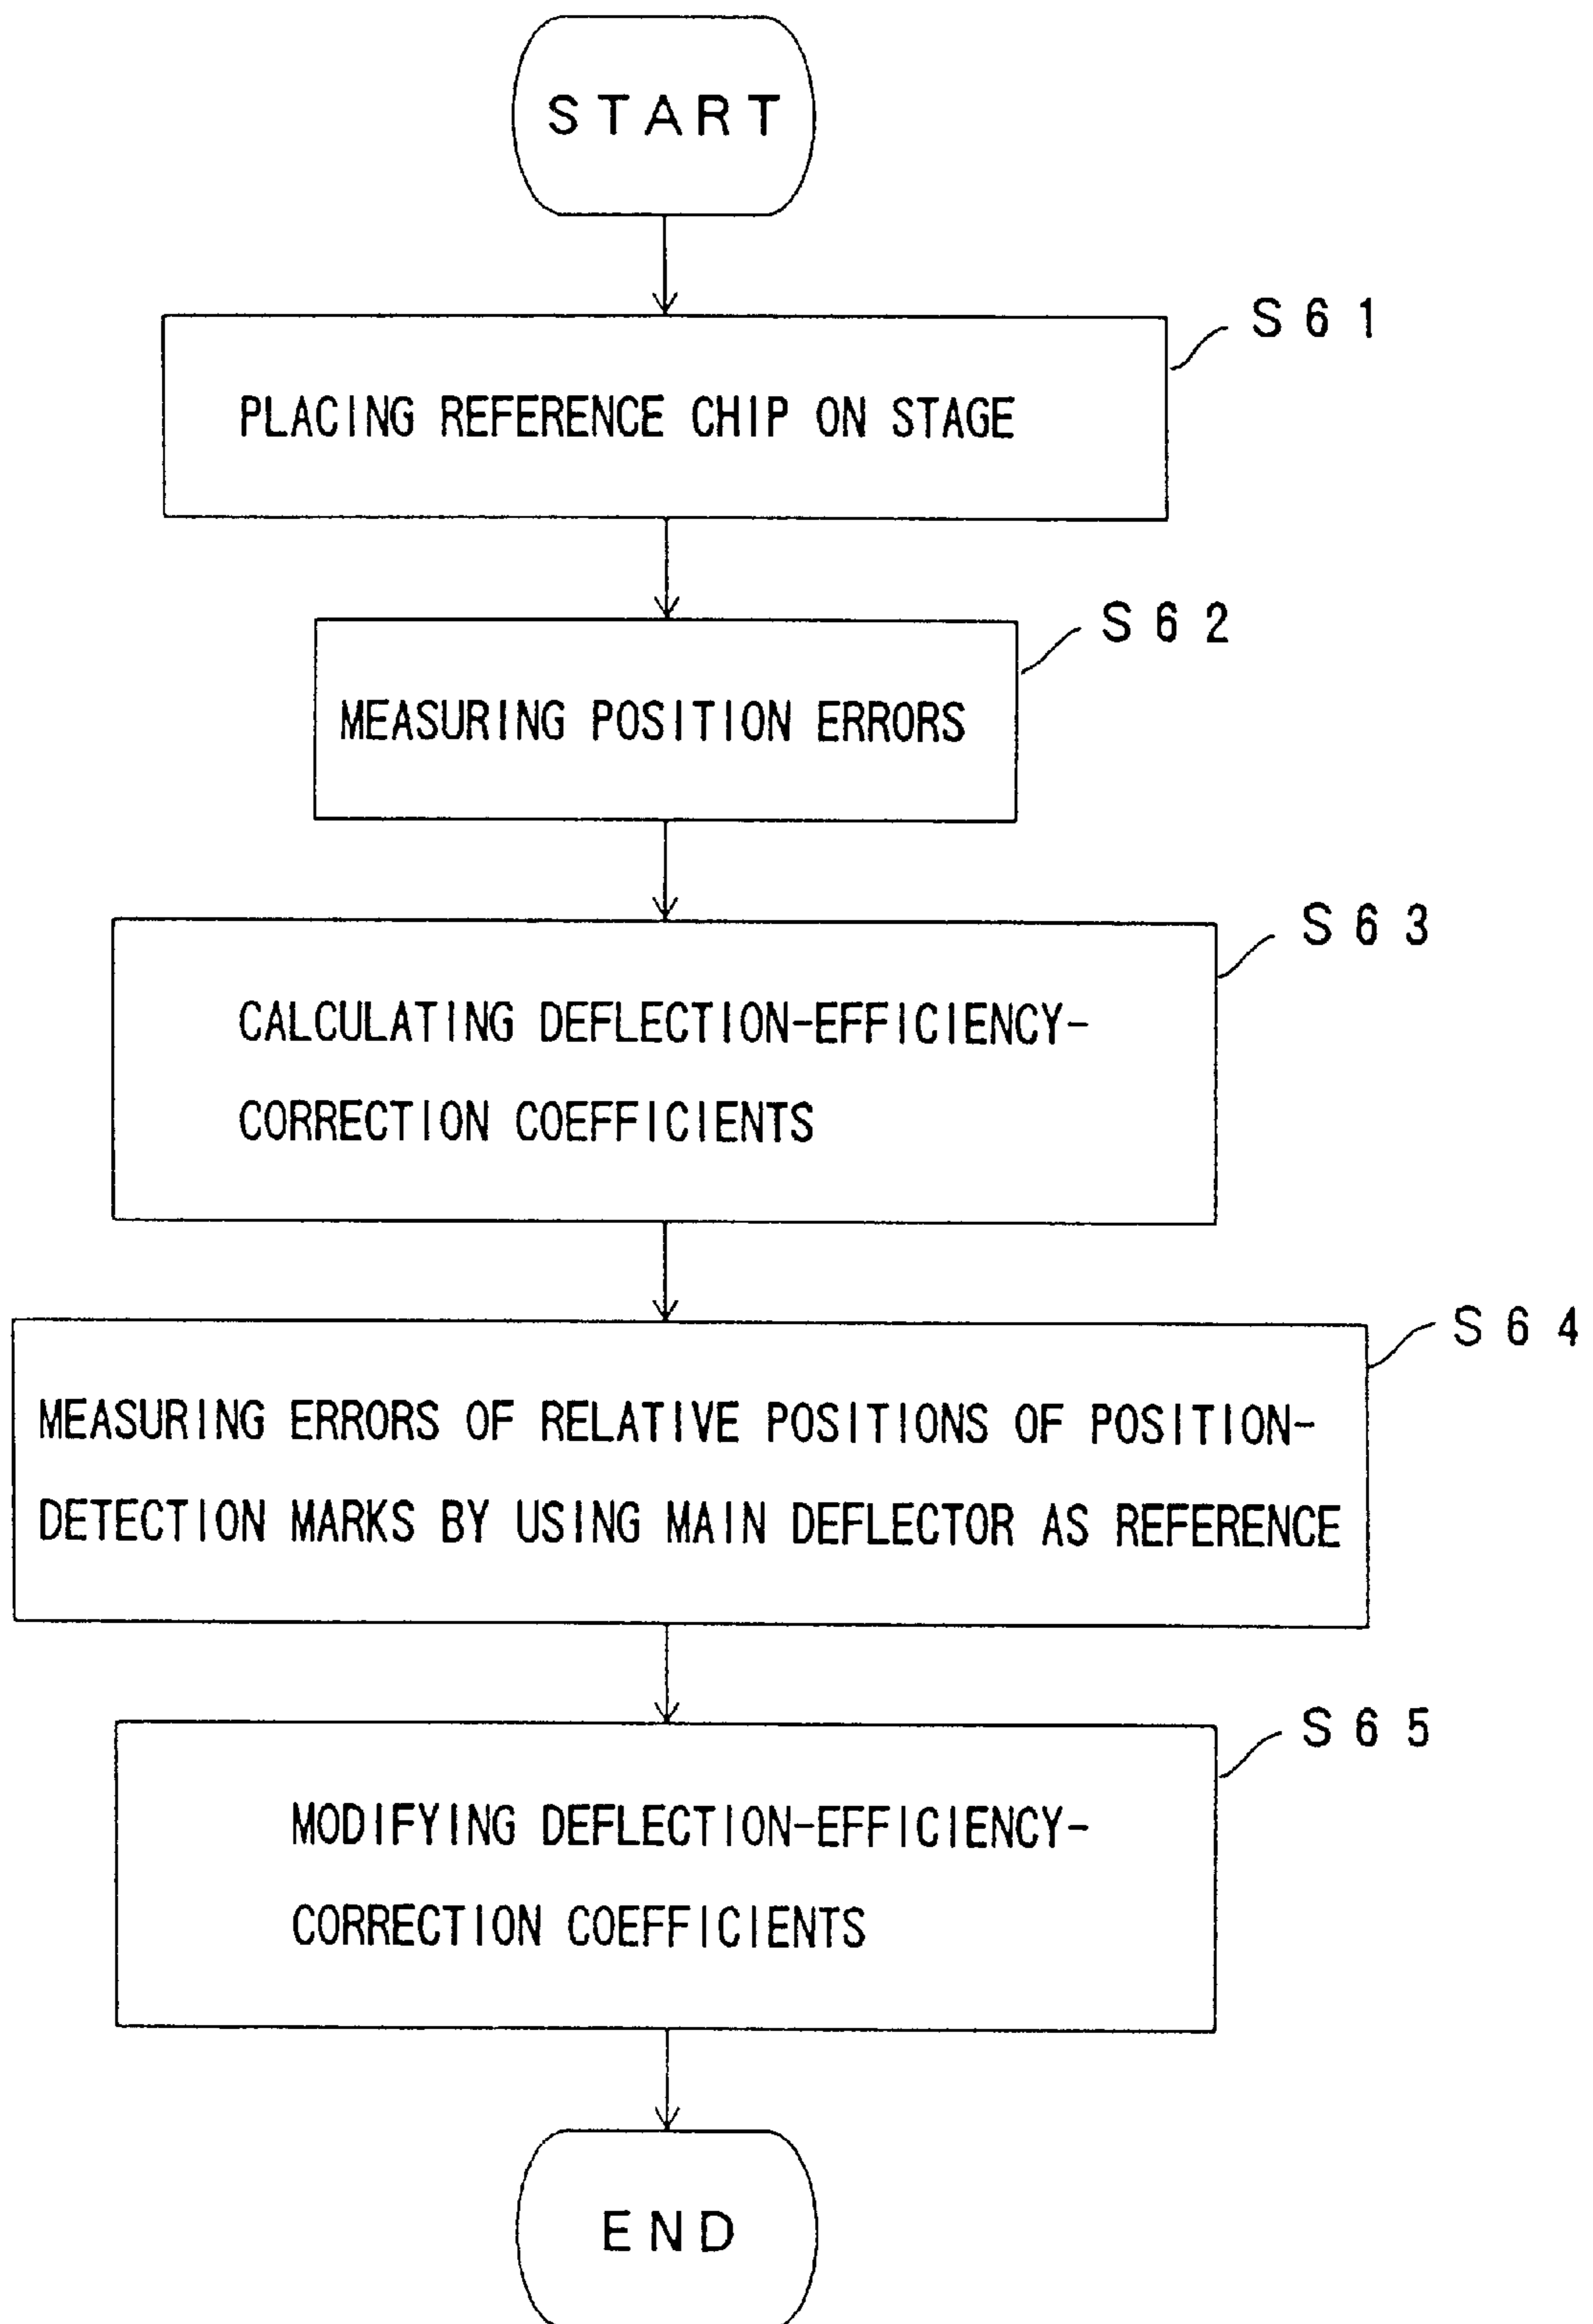 START
S61
PLACING REFERENCE CHIP ON STAGE
S62
MEASURING POSITION ERRORS
S63
CALCULATING DEFLECTION-EFFICIENCY-
CORRECTION COEFFICIENTS
S64
MEASURING ERRORS OF RELATIVE POSITIONS OF POSITION-
DETECTION MARKS BY USING MAIN DEFLECTOR AS REFERENCE
S65
MODIFYING DEFLECTION-EFFICIENCY-
CORRECTION COEFFICIENTS
END